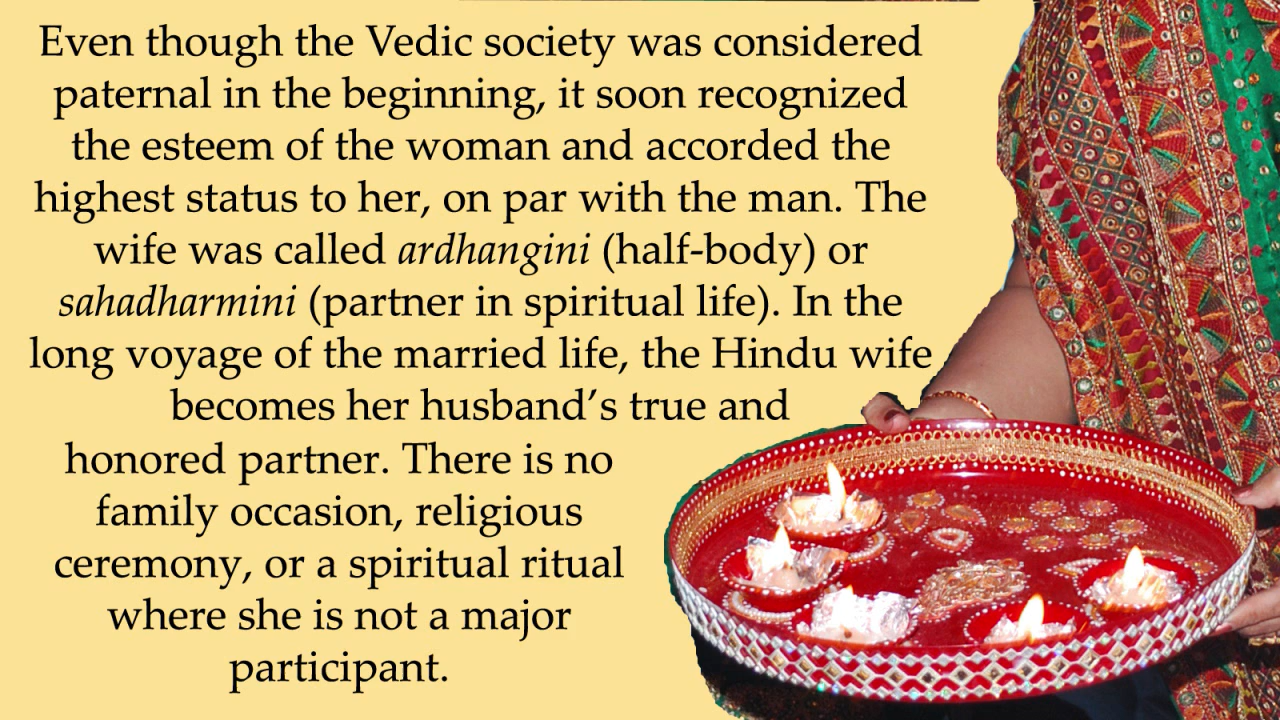 Even though the Vedic society was considered
paternal in the beginning, it soon recognized
the esteem of the woman and accorded the
highest status to her, on par with the man. The
wife was called ardhangini (half-body) or
sahadharmini (partner in spiritual life). In the
long voyage of the married life, the Hindu wife
becomes her husband’s true and
honored partner. There is no
family occasion, religious
ceremony, or a spiritual ritual
where she is not a major
participant.